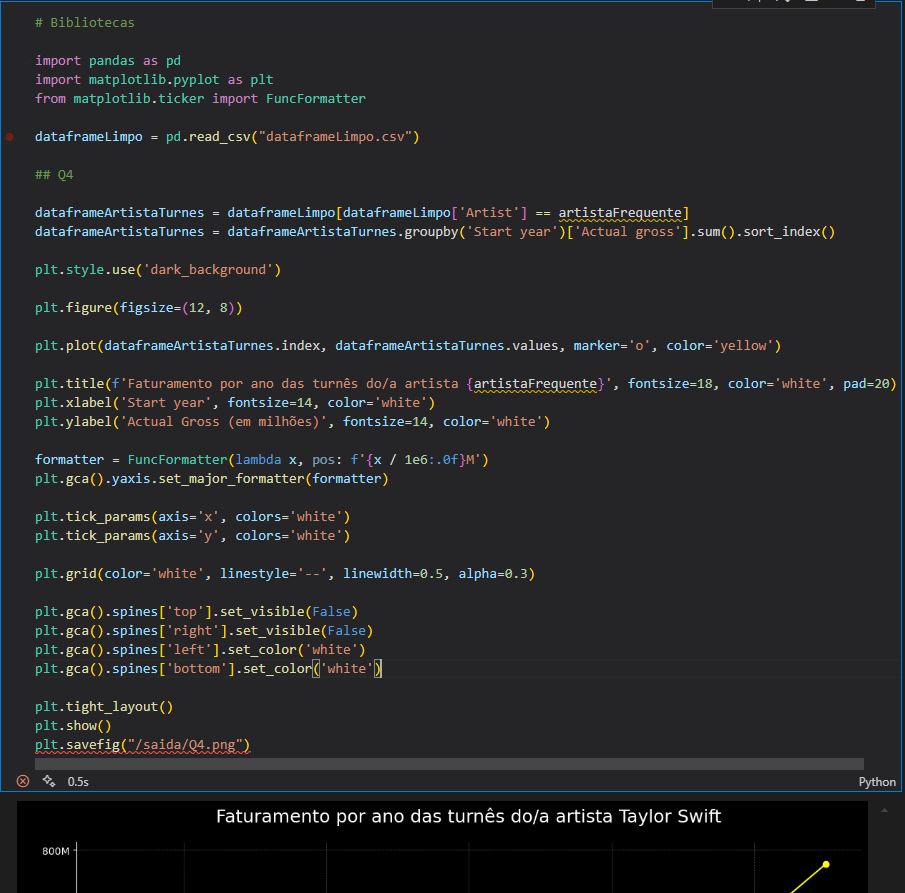 # Bibliotecas
import pandas as pd
import matplotlib.pyplot as plt
from matplotlib.ticker import FuncFormatter
dataframeLimpo = pd.read_csv("dataframeLimpo.csv")
## Q4
dataframeArtistaTurnes = dataframeLimpo[dataframeLimpo['Artist'] == artistaFrequente]
dataframeArtistaTurnes = dataframeArtistaTurnes.groupby('Start year')['Actual gross'].sum().sort_index()
plt.style.use('dark_background')
plt.figure(figsize=(12, 8))
plt.plot(dataframeArtistaTurnes.index, dataframeArtistaTurnes.values, marker='o', color='yellow')
plt.title(f'Faturamento por ano das turnês do/a artista {artistaFrequente}', fontsize=18, color='white', pad=20)
plt.xlabel('Start year', fontsize=14, color='white')
plt.ylabel('Actual Gross (em milhões)', fontsize=14, color='white')
formatter = FuncFormatter(lambda x, pos: f'{x / 1e6:.0f}M')
plt.gca().yaxis.set_major_formatter(formatter)
plt.tick_params(axis='x', colors='white')
plt.tick_params(axis='y', colors='white')
plt.grid(color='white', linestyle='--', linewidth=0.5, alpha=0.3)
plt.gca().spines['top'].set_visible(False)
plt.gca().spines['right'].set_visible(False)
plt.gca().spines['left'].set_color('white')
plt.gca().spines['bottom'].set_color('white')
plt.tight_layout()
plt.show()
plt.savefig("/saida/Q4.png")
0.5s
Python
Faturamento por ano das turnês do/a artista Taylor Swift
800M